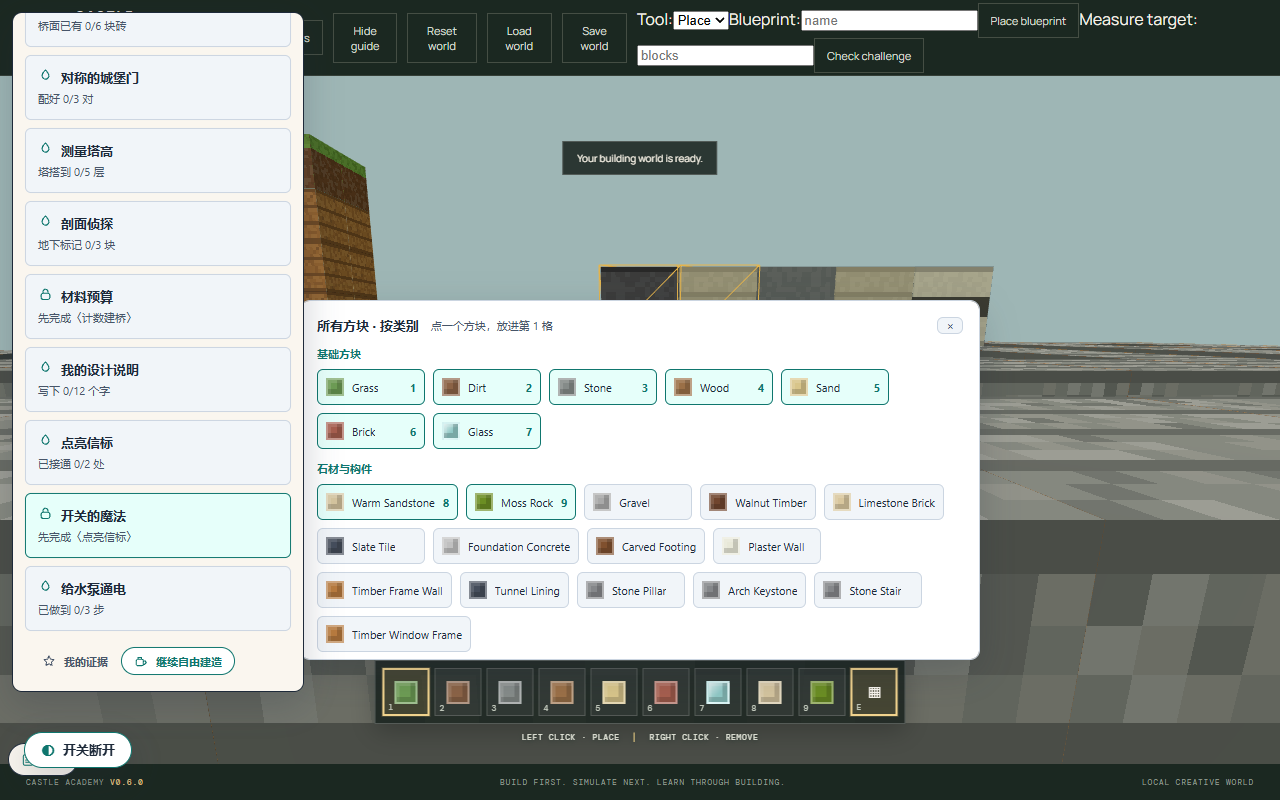 桥面已有 0/6 块砖
对称的城堡门
配好 0/3 对
测量塔高
塔搭到 0/5 层
剖面侦探
地下标记 0/3 块
材料预算
先完成〈计数建桥〉
我的设计说明
写下 0/12 个字
点亮信标
已接通 0/2 处
开关的魔法
先完成〈点亮信标〉
给水泵通电
已做到 0/3 步
我的证据
继续自由建造
开关断开
s
Hide guide
Reset world
Load world
Save world
Tool: Place Blueprint: name Place blueprint Measure target:
blocks Check challenge
Your building world is ready.
所有方块 · 按类别 点一个方块，放进第 1 格 ×
基础方块
Grass 1 Dirt 2 Stone 3 Wood 4 Sand 5
Brick 6 Glass 7
石材与构件
Warm Sandstone 8 Moss Rock 9 Gravel Walnut Timber Limestone Brick
Slate Tile Foundation Concrete Carved Footing Plaster Wall
Timber Frame Wall Tunnel Lining Stone Pillar Arch Keystone Stone Stair
Timber Window Frame
1 2 3 4 5 6 7 8 9 E
LEFT CLICK · PLACE | RIGHT CLICK · REMOVE
CASTLE ACADEMY V0.6.0
BUILD FIRST. SIMULATE NEXT. LEARN THROUGH BUILDING.
LOCAL CREATIVE WORLD